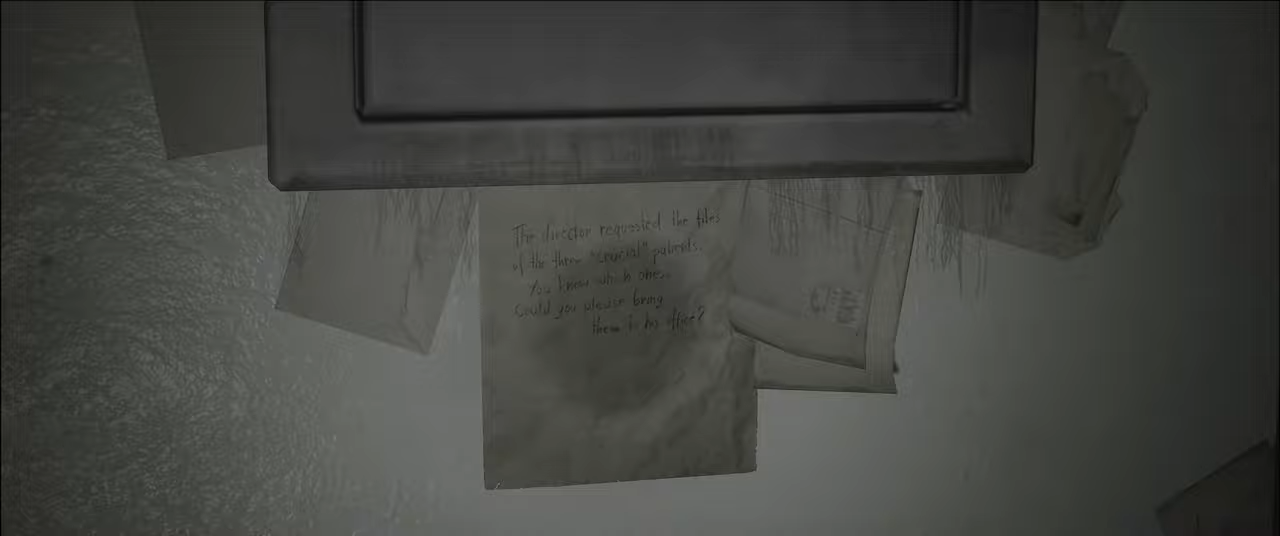 The director requested the files
of the three "crucial" patients.
You know which ones.
Could you please bring
them to his office?